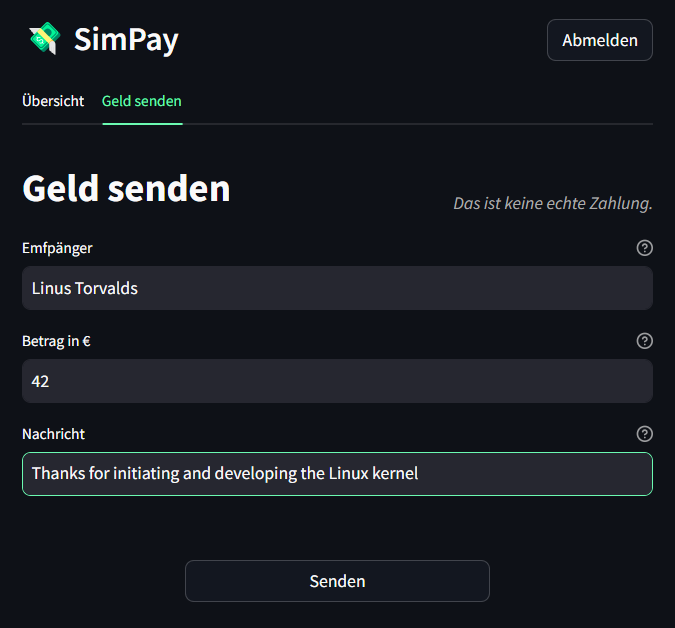 SimPay
Abmelden
Übersicht
Geld senden
Geld senden
Das ist keine echte Zahlung.
Emfpänger
Linus Torvalds
Betrag in €
42
Nachricht
Thanks for initiating and developing the Linux kernel
Senden